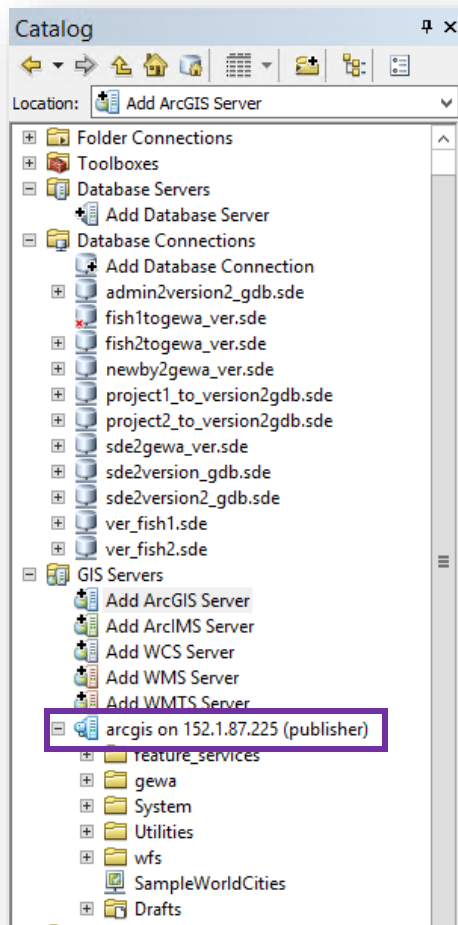 Catalog
Location: Add ArcGIS Server
Folder Connections
Toolboxes
Database Servers
Add Database Server
Database Connections
Add Database Connection
admin2version2_gdb.sde
fish1togewa_ver.sde
fish2togewa_ver.sde
newby2gewa_ver.sde
project1_to_version2gdb.sde
project2_to_version2gdb.sde
sde2gewa_ver.sde
sde2version_gdb.sde
sde2version2_gdb.sde
ver_fish1.sde
ver_fish2.sde
GIS Servers
Add ArcGIS Server
Add ArcIMS Server
Add WCS Server
Add WMS Server
Add WMTS Server
arcgis on 152.1.87.225 (publisher)
feature_services
gewa
System
Utilities
wfs
SampleWorldCities
Drafts